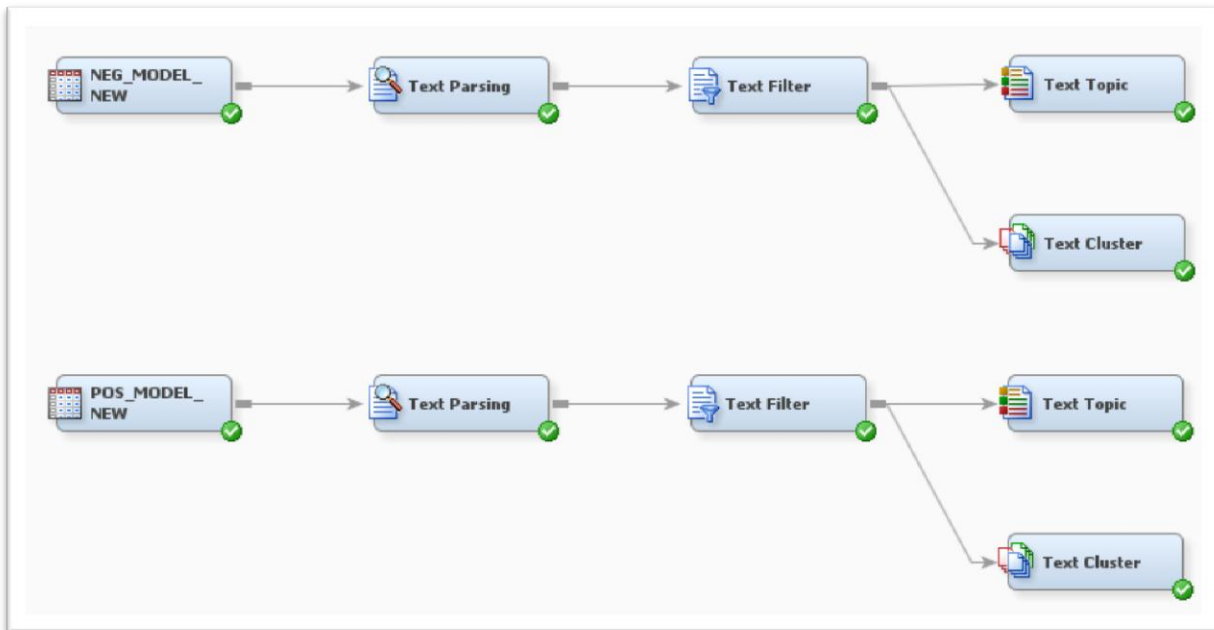 NEG_MODEL_
NEW
Text Parsing
Text Filter
Text Topic
Text Cluster
POS_MODEL_
NEW
Text Parsing
Text Filter
Text Topic
Text Cluster